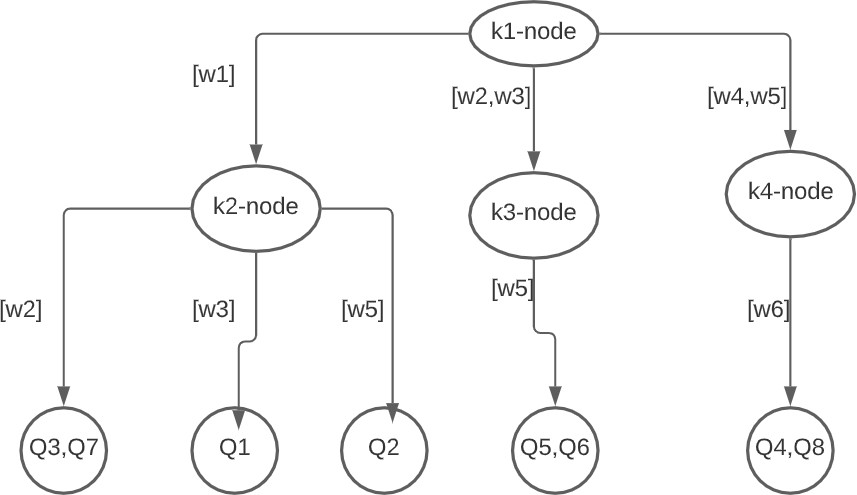 k1-node
[w1]
[w2,w3]
[w4,w5]
k2-node
k3-node
k4-node
[w2]
[w3]
[w5]
[w5]
[w6]
Q3,Q7
Q1
Q2
Q5,Q6
Q4,Q8